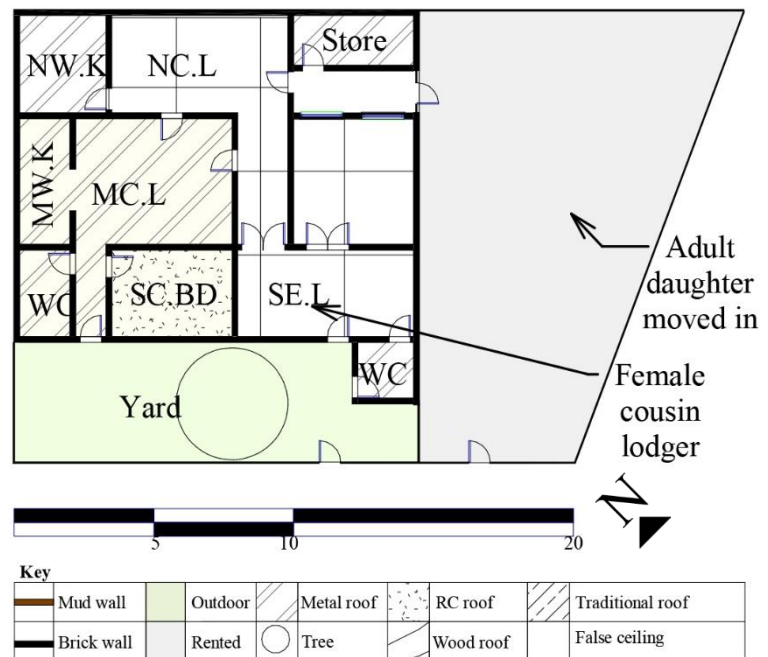 Store
NW.K
NC.L
MW.K
MC.L
WC
SC.BD
SE.L
WC
Yard
Adult
daughter
moved in
Female
cousin
lodger
N
5
10
20
Key
Mud wall
Outdoor
Metal roof
RC roof
Traditional roof
Brick wall
Rented
Tree
Wood roof
False ceiling